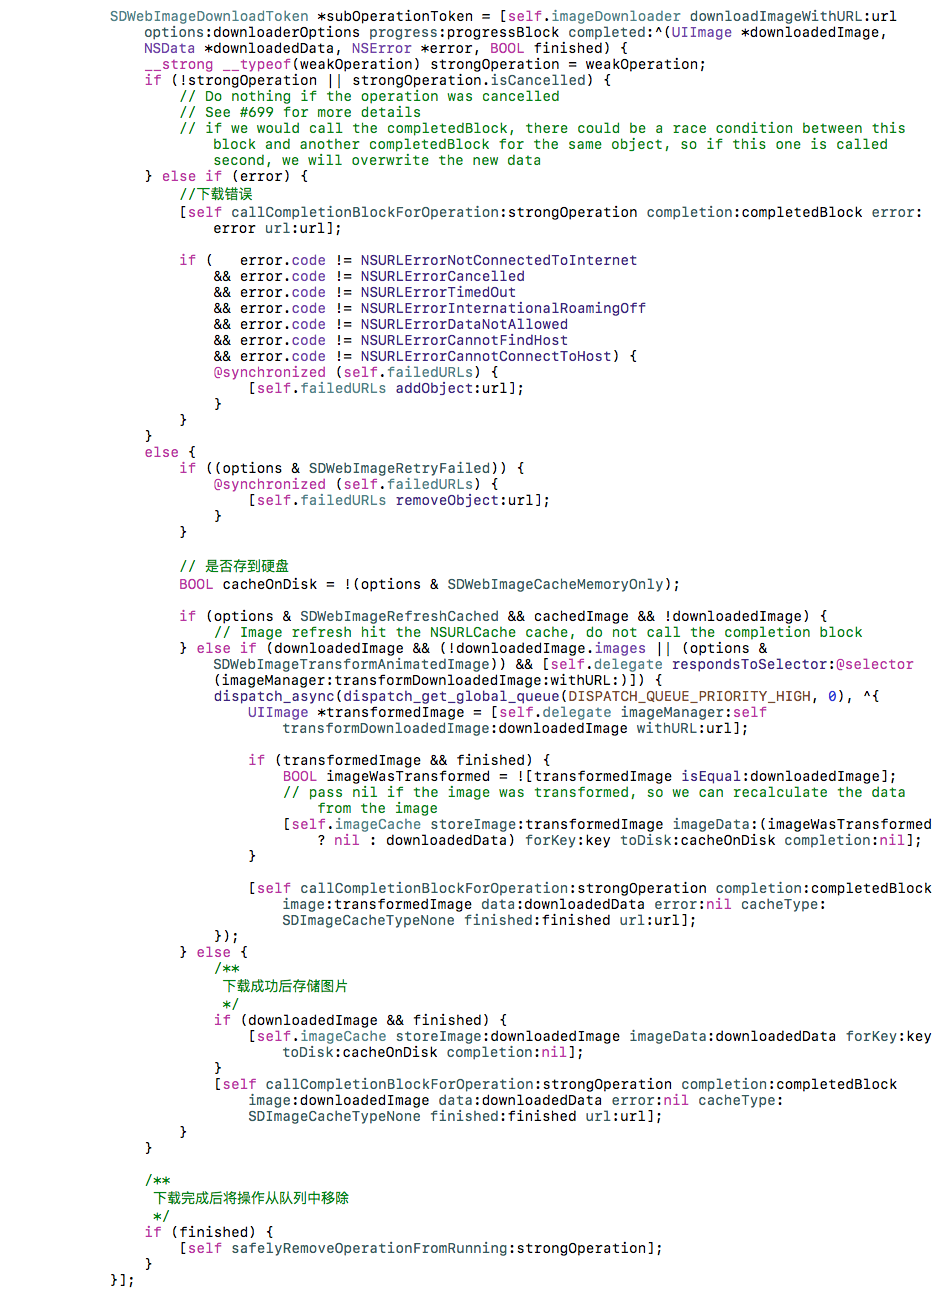 SDWebImageDownloadToken *subOperationToken = [self.imageDownloader downloadImageWithURL:url
options:downloaderOptions progress:progressBlock completed:^(UIImage *downloadedImage,
NSData *downloadedData, NSError *error, BOOL finished) {
__strong __typeof(weakOperation) strongOperation = weakOperation;
if (!strongOperation || strongOperation.isCancelled) {
// Do nothing if the operation was cancelled
// See #699 for more details
// if we would call the completedBlock, there could be a race condition between this
block and another completedBlock for the same object, so if this one is called
second, we will overwrite the new data
} else if (error) {
//下载错误
[self callCompletionBlockForOperation:strongOperation completion:completedBlock error:
error url:url];
if (   error.code != NSURLErrorNotConnectedToInternet
&& error.code != NSURLErrorCancelled
&& error.code != NSURLErrorTimedOut
&& error.code != NSURLErrorInternationalRoamingOff
&& error.code != NSURLErrorDataNotAllowed
&& error.code != NSURLErrorCannotFindHost
&& error.code != NSURLErrorCannotConnectToHost) {
@synchronized (self.failedURLs) {
[self.failedURLs addObject:url];
}
}
}
else {
if ((options & SDWebImageRetryFailed)) {
@synchronized (self.failedURLs) {
[self.failedURLs removeObject:url];
}
}
// 是否存到硬盘
BOOL cacheOnDisk = !(options & SDWebImageCacheMemoryOnly);
if (options & SDWebImageRefreshCached && cachedImage && !downloadedImage) {
// Image refresh hit the NSURLCache cache, do not call the completion block
} else if (downloadedImage && (!downloadedImage.images || (options &
SDWebImageTransformAnimatedImage)) && [self.delegate respondsToSelector:@selector
(imageManager:transformDownloadedImage:withURL:)]) {
dispatch_async(dispatch_get_global_queue(DISPATCH_QUEUE_PRIORITY_HIGH, 0), ^{
UIImage *transformedImage = [self.delegate imageManager:self
transformDownloadedImage:downloadedImage withURL:url];
if (transformedImage && finished) {
BOOL imageWasTransformed = ![transformedImage isEqual:downloadedImage];
// pass nil if the image was transformed, so we can recalculate the data
from the image
[self.imageCache storeImage:transformedImage imageData:(imageWasTransformed
? nil : downloadedData) forKey:key toDisk:cacheOnDisk completion:nil];
}
[self callCompletionBlockForOperation:strongOperation completion:completedBlock
image:transformedImage data:downloadedData error:nil cacheType:
SDImageCacheTypeNone finished:finished url:url];
});
} else {
/**
下载成功后存储图片
*/
if (downloadedImage && finished) {
[self.imageCache storeImage:downloadedImage imageData:downloadedData forKey:key
toDisk:cacheOnDisk completion:nil];
}
[self callCompletionBlockForOperation:strongOperation completion:completedBlock
image:downloadedImage data:downloadedData error:nil cacheType:
SDImageCacheTypeNone finished:finished url:url];
}
}
/**
下载完成后将操作从队列中移除
*/
if (finished) {
[self safelyRemoveOperationFromRunning:strongOperation];
}
}];